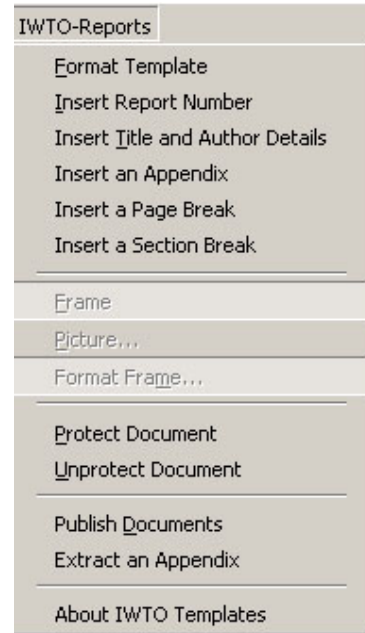 IWTO-Reports
Format Template
Insert Report Number
Insert Title and Author Details
Insert an Appendix
Insert a Page Break
Insert a Section Break
Frame
Picture...
Format Frame...
Protect Document
Unprotect Document
Publish Documents
Extract an Appendix
About IWTO Templates